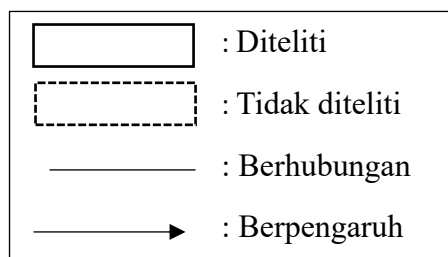 : Diteliti
: Tidak diteliti
: Berhubungan
: Berpengaruh